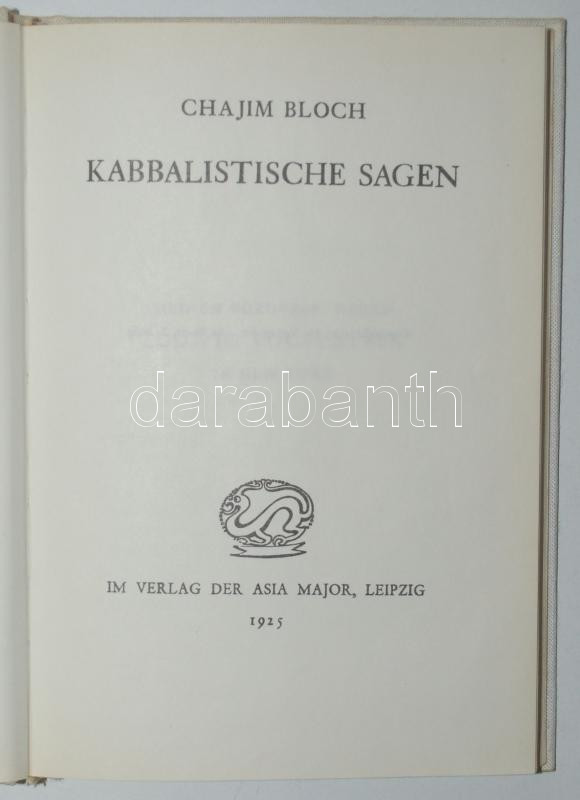 CHAJIM BLOCH
KABBALISTISCHE SAGEN
darabanth
IM VERLAG DER ASIA MAJOR, LEIPZIG
1925